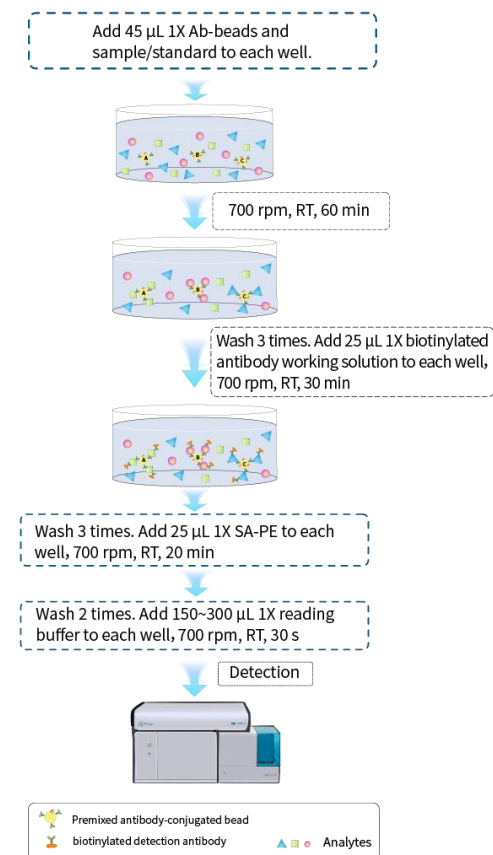 Add 45 μL 1X Ab-beads and
sample/standard to each well.
A
B
C
700 rpm, RT, 60 min
A
B
C
Wash 3 times. Add 25 μL 1X biotinylated
antibody working solution to each well,
700 rpm, RT, 30 min
A
B
C
Wash 3 times. Add 25 μL 1X SA-PE to each
well, 700 rpm, RT, 20 min
Wash 2 times. Add 150~300 μL 1X reading
buffer to each well, 700 rpm, RT, 30 s
Detection
Premixed antibody-conjugated bead
biotinylated detection antibody
Analytes